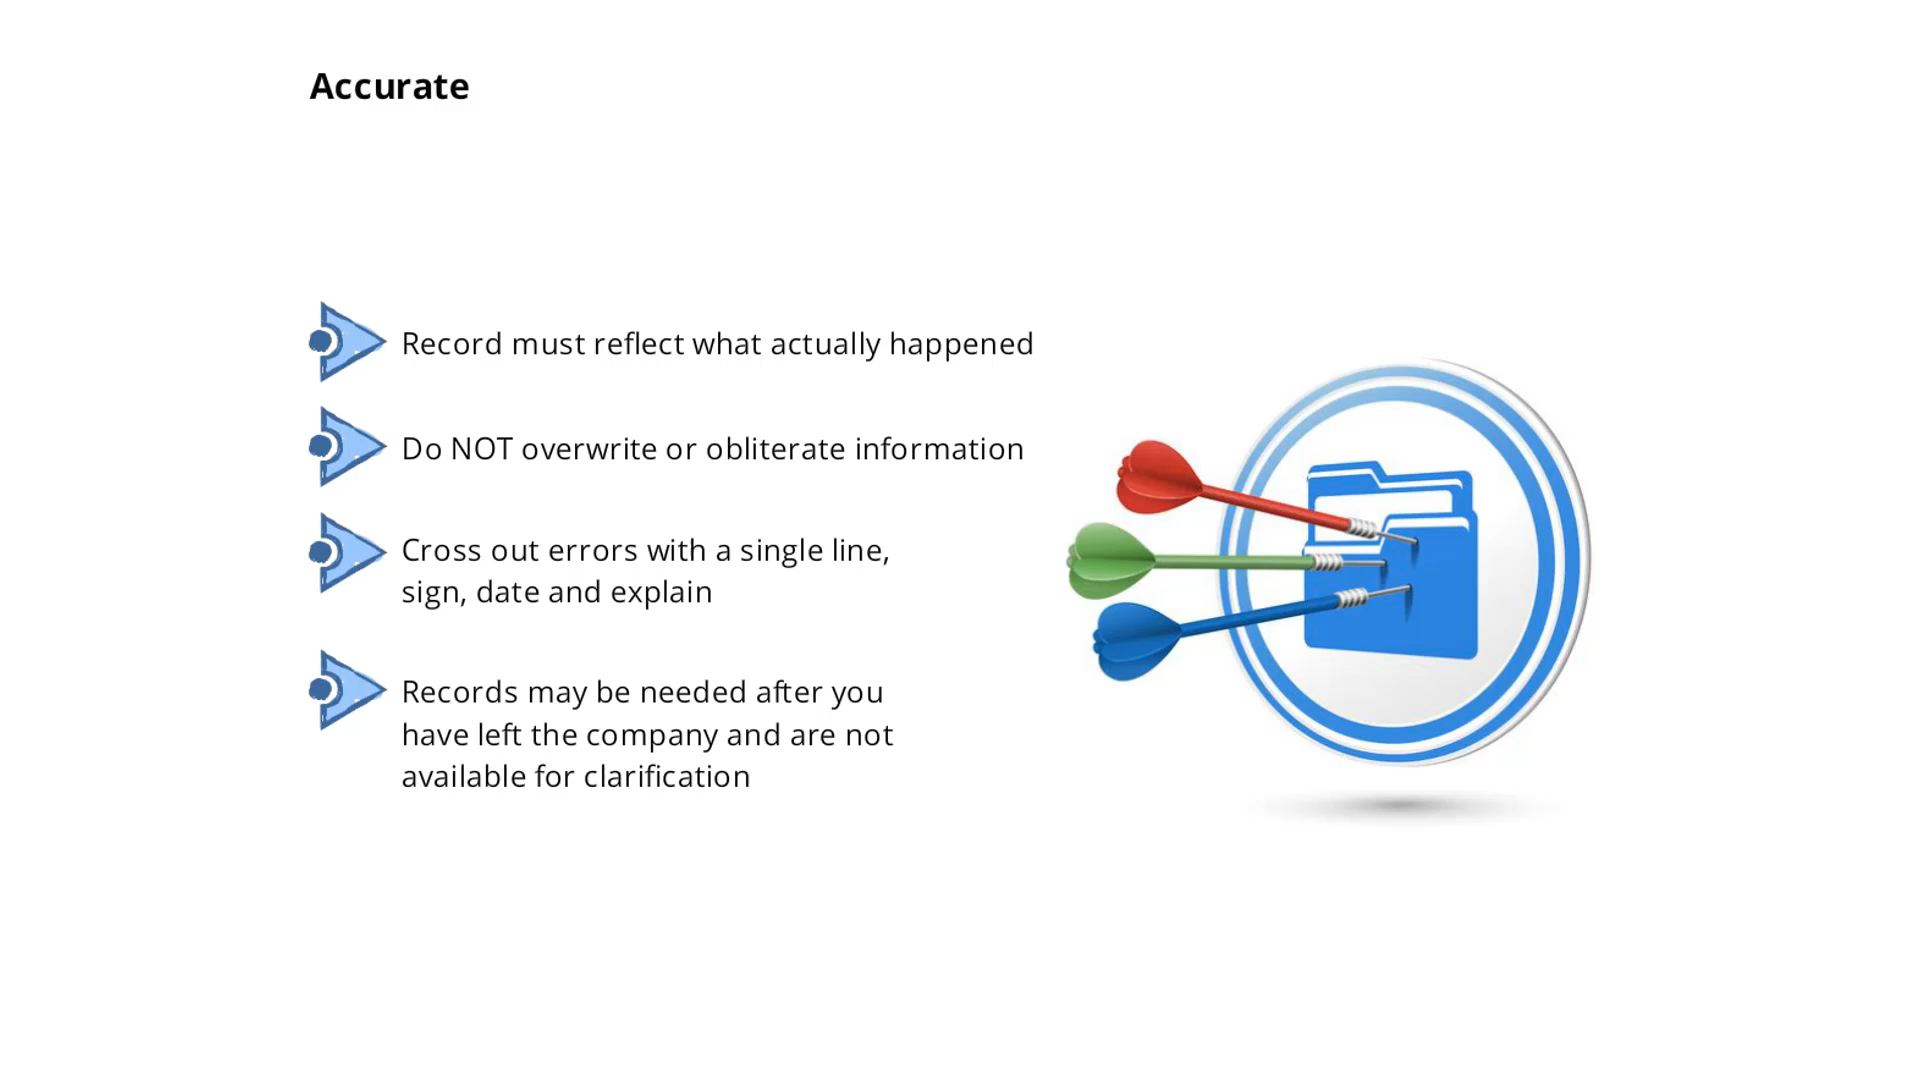 Accurate
Record must reflect what actually happened
Do NOT overwrite or obliterate information
Cross out errors with a single line,
sign, date and explain
Records may be needed after you
have left the company and are not
available for clarification